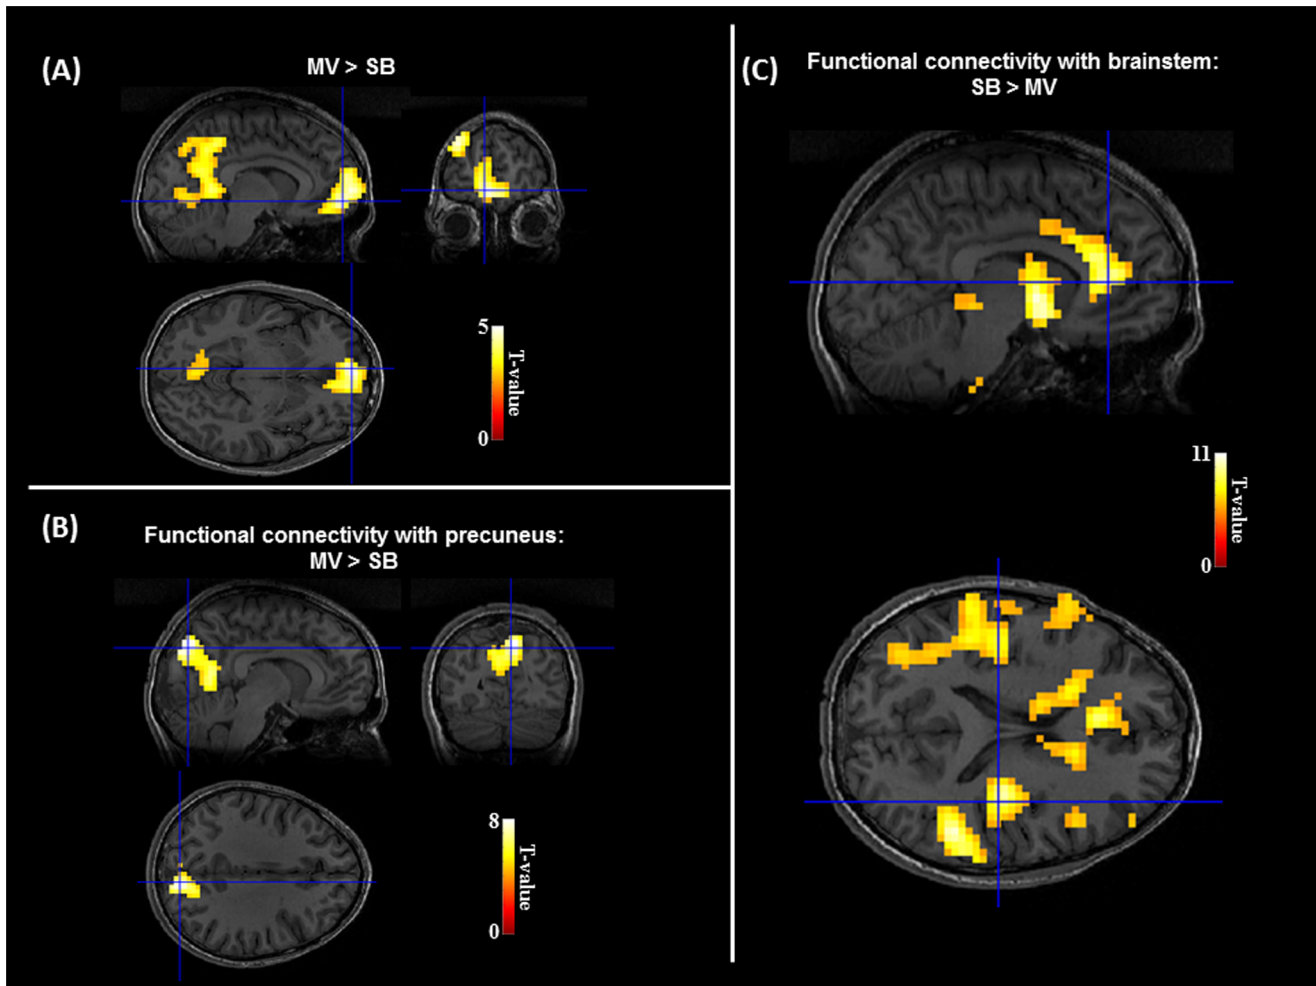 (A)
MV > SB
5
T-value
0
(B)
Functional connectivity with precuneus:
MV > SB
8
T-value
0
(C)
Functional connectivity with brainstem:
SB > MV
11
T-value
0